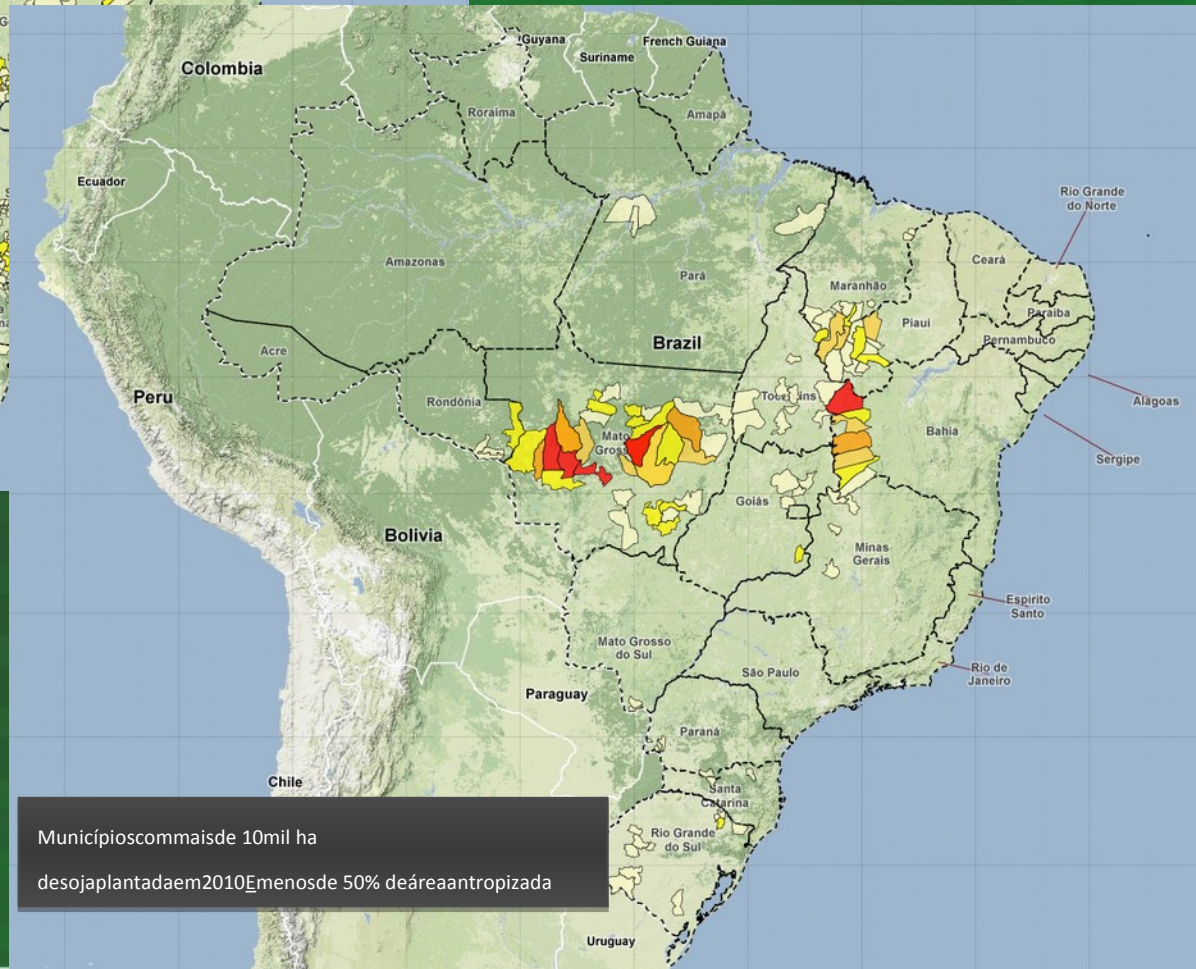 Guyana
French Guiana
Suriname
Colombia
Roraima
Amapá
Ecuador
Rio Grande
do Norte
Amazonas
Pará
Ceará
Maranhão
Paraíba
Piauí
Pernambuco
Brazil
Acre
Peru
Rondônia
Alagoas
Mato
Bahia
Sergipe
Goiás
Bolivia
Minas
Gerais
Espirito
Santo
Mato Grosso
do Sul
São Paulo
Rio de
Janeiro
Paraguay
Paraná
Chile
Santa
Catarina
Rio Grande
do Sul
Uruguay
Municípioscommaisde 10mil ha
desojaplantadaem2010Emenosde 50% deáreaantropizada